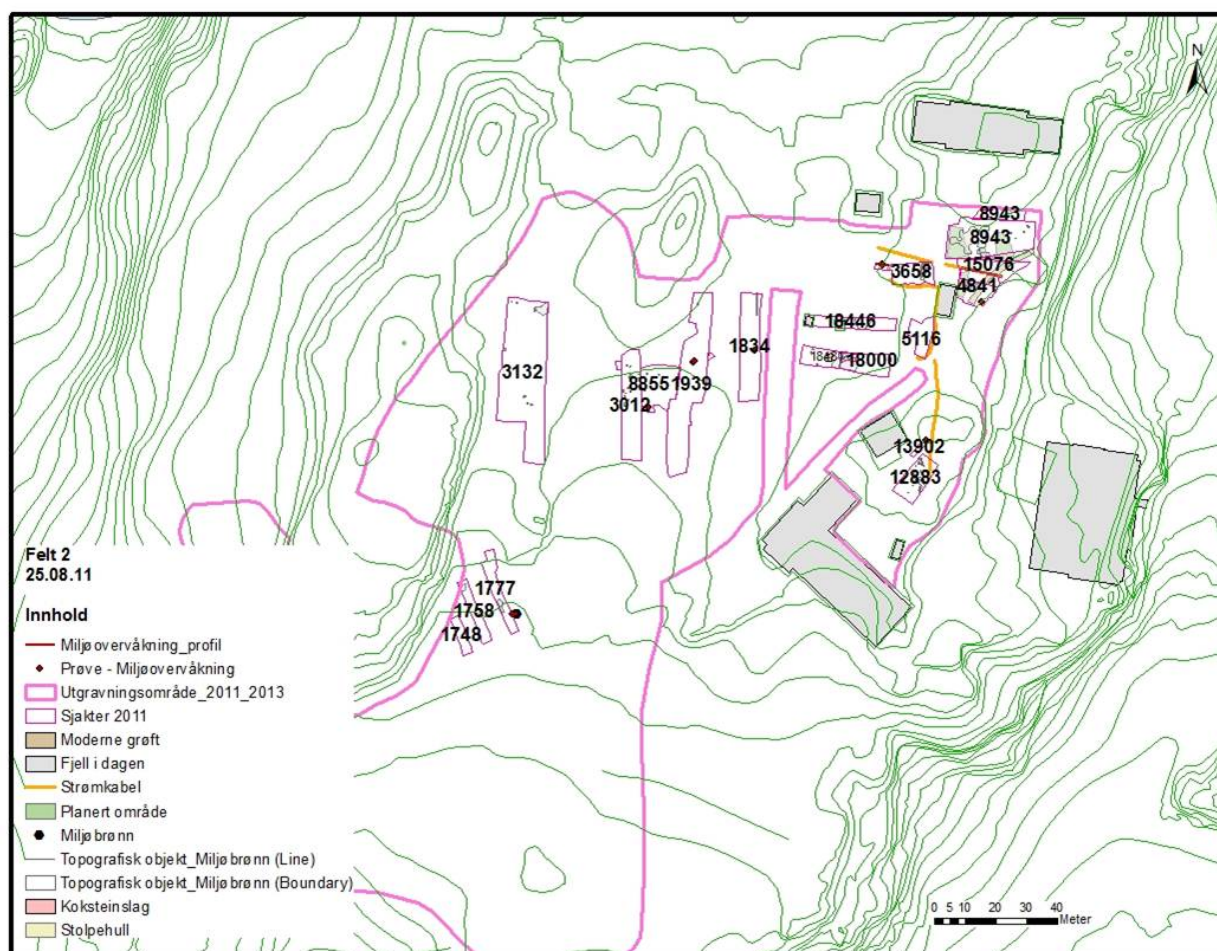 N
8943
8943
15076
3658
4841
18446
5116
1834
18000
3132
8855
1939
3012
13902
12883
1777
1758
1748
Felt 2
25.08.11
Innhold
Miljøovervåkning_profil
Prøve - Miljøovervåkning
Utgravningsområde_2011_2013
Sjakter 2011
Moderne grøft
Fjell i dagen
Strømkabel
Planert område
Miljøbrønn
Topografisk objekt_Miljøbrønn (Line)
Topografisk objekt_Miljøbrønn (Boundary)
Koksteinslag
Stolpehull
0 5 10 20 30 40
Meter